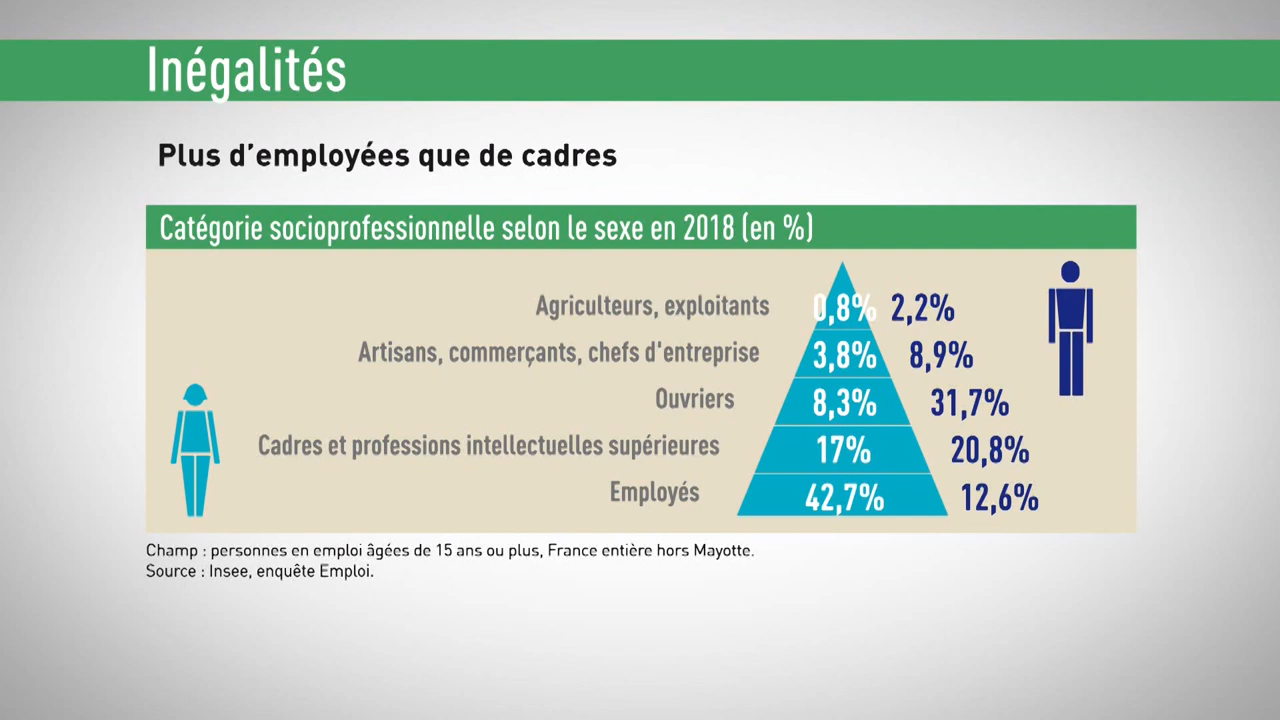 Inégalités
Plus d'employées que de cadres
Catégorie socioprofessionnelle selon le sexe en 2018 (en %)
Agriculteurs, exploitants 0,8% 2,2%
Artisans, commerçants, chefs d'entreprise 3,8% 8,9%
Ouvriers 8,3% 31,7%
Cadres et professions intellectuelles supérieures 17% 20,8%
Employés 42,7% 12,6%
Champ : personnes en emploi âgées de 15 ans ou plus, France entière hors Mayotte.
Source : Insee, enquête Emploi.